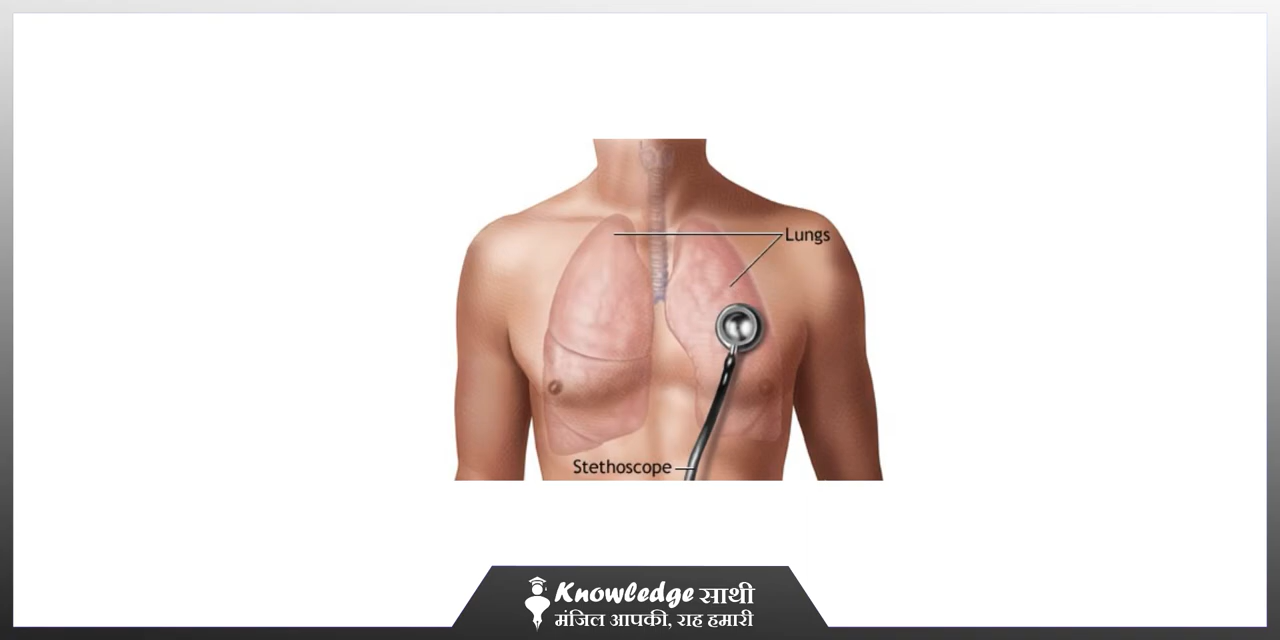 Lungs
Stethoscope
Knowledge साथी
मंजिल आपकी, राह हमारी